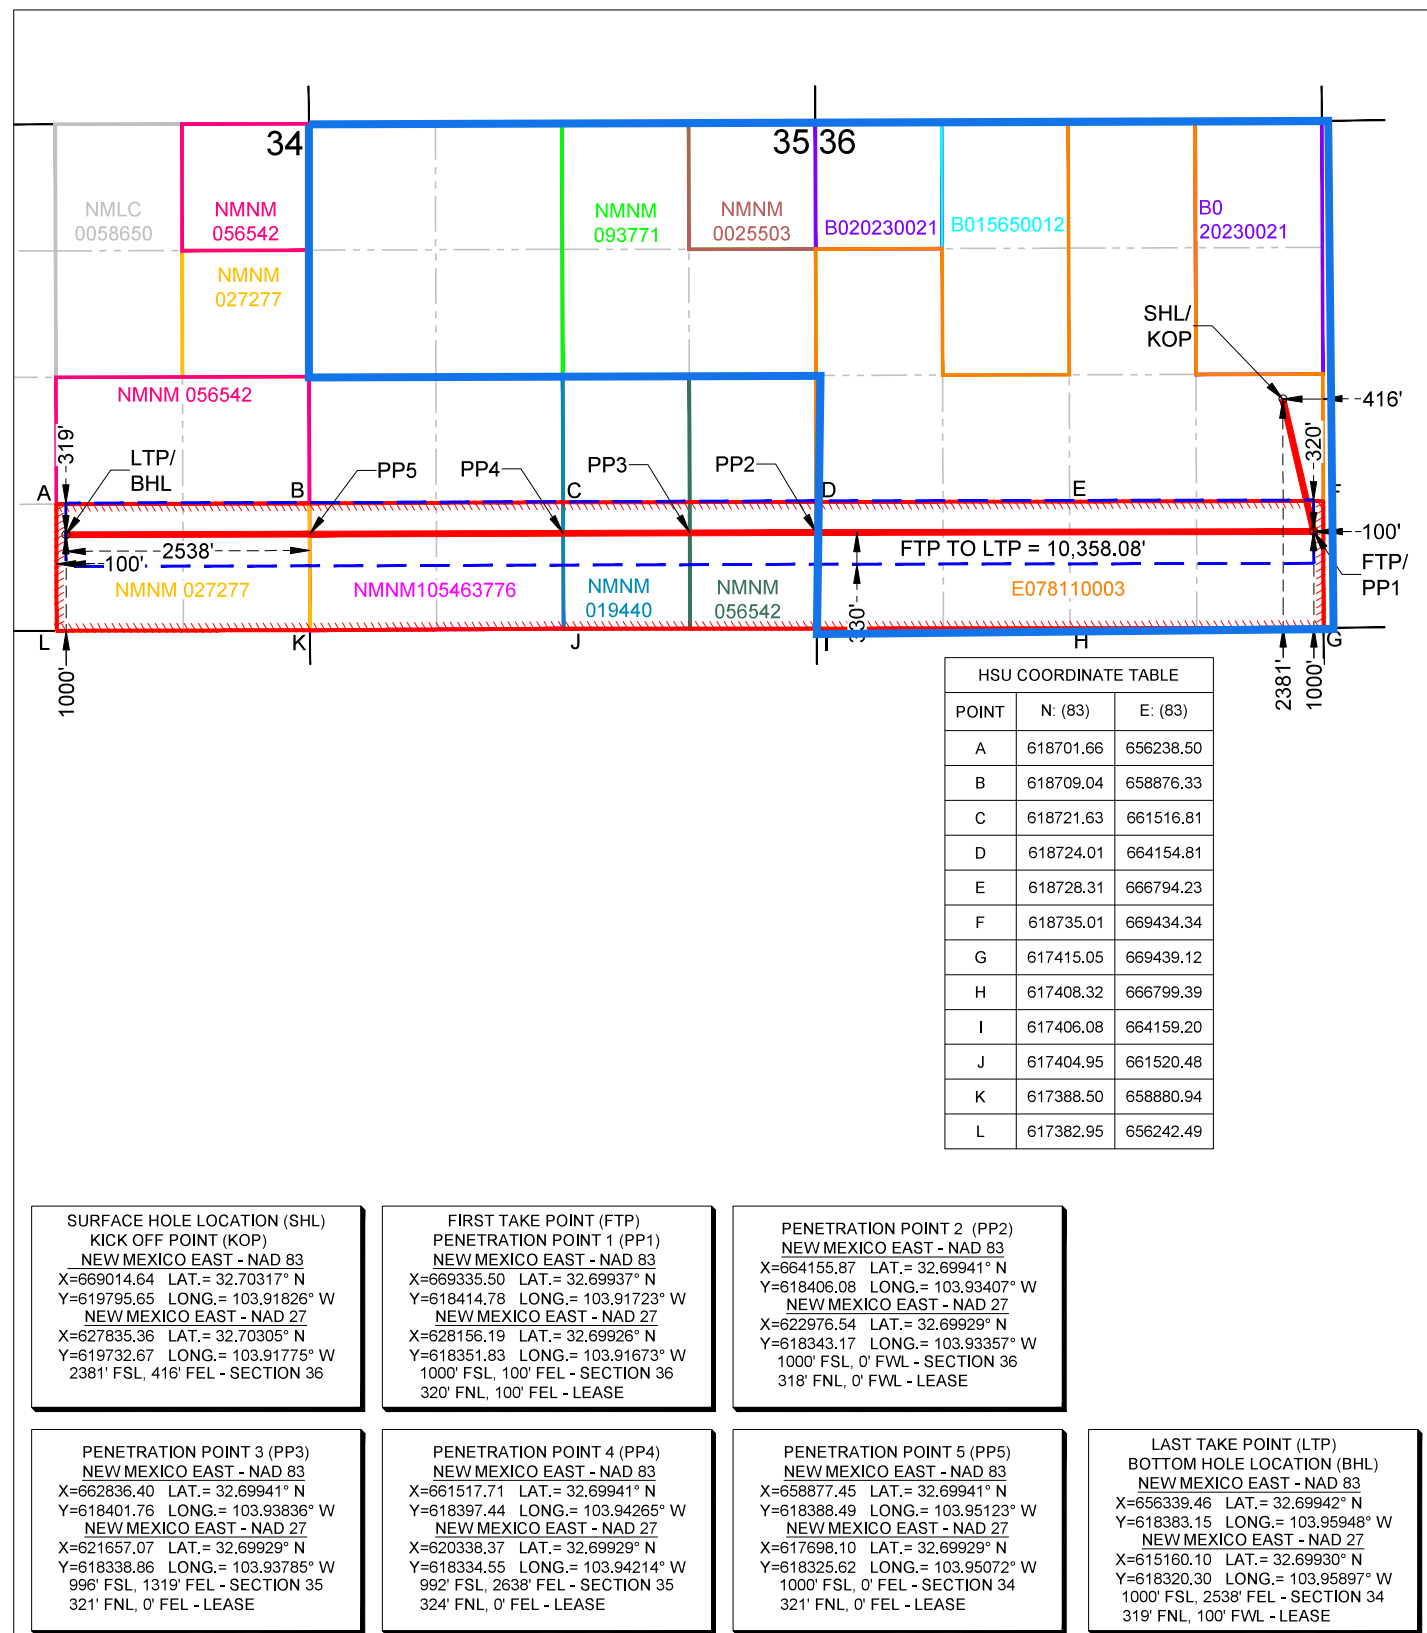 34
35
36
NMLC
0058650
NMNM
056542
NMNM
027277
NMNM
093771
NMNM
0025503
B020230021
B015650012
B0
20230021
SHL/
KOP
NMNM 056542
416'
319'
320'
LTP/
BHL
PP5
PP4
PP3
PP2
A
B
C
D
E
F
2538'
100'
FTP TO LTP = 10,358.08'
100'
FTP/
PP1
NMNM 027277
NMNM105463776
NMNM
019440
NMNM
056542
330'
E078110003
L
K
J
I
H
G
1000'
2381'
1000'
HSU COORDINATE TABLE
POINT N: (83) E: (83)
A 618701.66 656238.50
B 618709.04 658876.33
C 618721.63 661516.81
D 618724.01 664154.81
E 618728.31 666794.23
F 618735.01 669434.34
G 617415.05 669439.12
H 617408.32 666799.39
I 617406.08 664159.20
J 617404.95 661520.48
K 617388.50 658880.94
L 617382.95 656242.49
SURFACE HOLE LOCATION (SHL)
KICK OFF POINT (KOP)
NEW MEXICO EAST - NAD 83
X=669014.64 LAT.= 32.70317° N
Y=619795.65 LONG.= 103.91826° W
NEW MEXICO EAST - NAD 27
X=627835.36 LAT.= 32.70305° N
Y=619732.67 LONG.= 103.91775° W
2381' FSL, 416' FEL - SECTION 36
FIRST TAKE POINT (FTP)
PENETRATION POINT 1 (PP1)
NEW MEXICO EAST - NAD 83
X=669335.50 LAT.= 32.69937° N
Y=618414.78 LONG.= 103.91723° W
NEW MEXICO EAST - NAD 27
X=628156.19 LAT.= 32.69926° N
Y=618351.83 LONG.= 103.91673° W
1000' FSL, 100' FEL - SECTION 36
320' FNL, 100' FEL - LEASE
PENETRATION POINT 2 (PP2)
NEW MEXICO EAST - NAD 83
X=664155.87 LAT.= 32.69941° N
Y=618406.08 LONG.= 103.93407° W
NEW MEXICO EAST - NAD 27
X=622976.54 LAT.= 32.69929° N
Y=618343.17 LONG.= 103.93357° W
1000' FSL, 0' FWL - SECTION 36
318' FNL, 0' FWL - LEASE
PENETRATION POINT 3 (PP3)
NEW MEXICO EAST - NAD 83
X=662836.40 LAT.= 32.69941° N
Y=618401.76 LONG.= 103.93836° W
NEW MEXICO EAST - NAD 27
X=621657.07 LAT.= 32.69929° N
Y=618338.86 LONG.= 103.93785° W
996' FSL, 1319' FEL - SECTION 35
321' FNL, 0' FEL - LEASE
PENETRATION POINT 4 (PP4)
NEW MEXICO EAST - NAD 83
X=661517.71 LAT.= 32.69941° N
Y=618397.44 LONG.= 103.94265° W
NEW MEXICO EAST - NAD 27
X=620338.37 LAT.= 32.69929° N
Y=618334.55 LONG.= 103.94214° W
992' FSL, 2638' FEL - SECTION 35
324' FNL, 0' FEL - LEASE
PENETRATION POINT 5 (PP5)
NEW MEXICO EAST - NAD 83
X=658877.45 LAT.= 32.69941° N
Y=618388.49 LONG.= 103.95123° W
NEW MEXICO EAST - NAD 27
X=617698.10 LAT.= 32.69929° N
Y=618325.62 LONG.= 103.95072° W
1000' FSL, 0' FEL - SECTION 34
321' FNL, 0' FEL - LEASE
LAST TAKE POINT (LTP)
BOTTOM HOLE LOCATION (BHL)
NEW MEXICO EAST - NAD 83
X=656339.46 LAT.= 32.69942° N
Y=618383.15 LONG.= 103.95948° W
NEW MEXICO EAST - NAD 27
X=615160.10 LAT.= 32.69930° N
Y=618320.30 LONG.= 103.95897° W
1000' FSL, 2538' FEL - SECTION 34
319' FNL, 100' FWL - LEASE